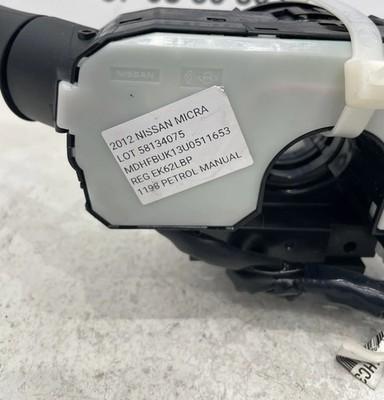 NISSAN
2012 NISSAN MICRA
LOT 58134075
MDHFBUK13U0511653
REG EK62LBP
1198 PETROL MANUAL